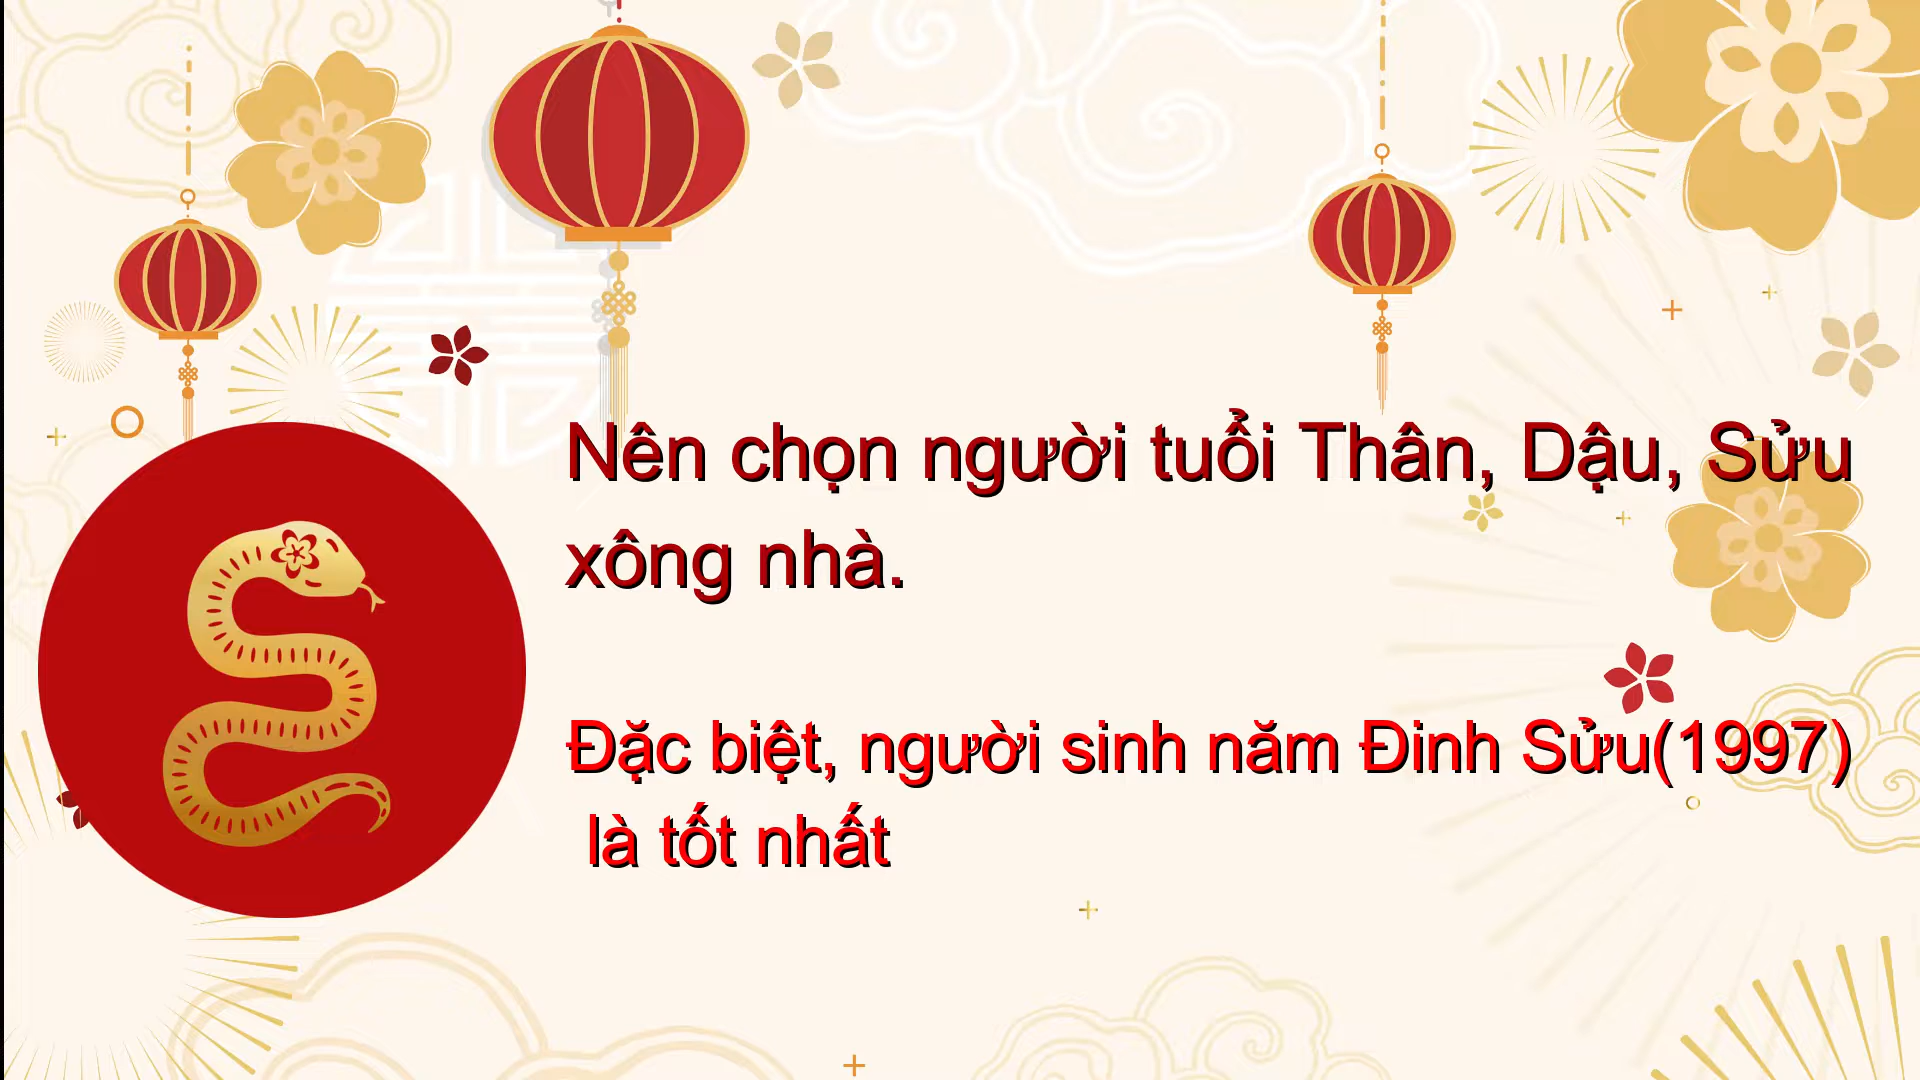 Nên chọn người tuổi Thân, Dậu, Sửu
xông nhà.
Đặc biệt, người sinh năm Đinh Sửu(1997)
là tốt nhất